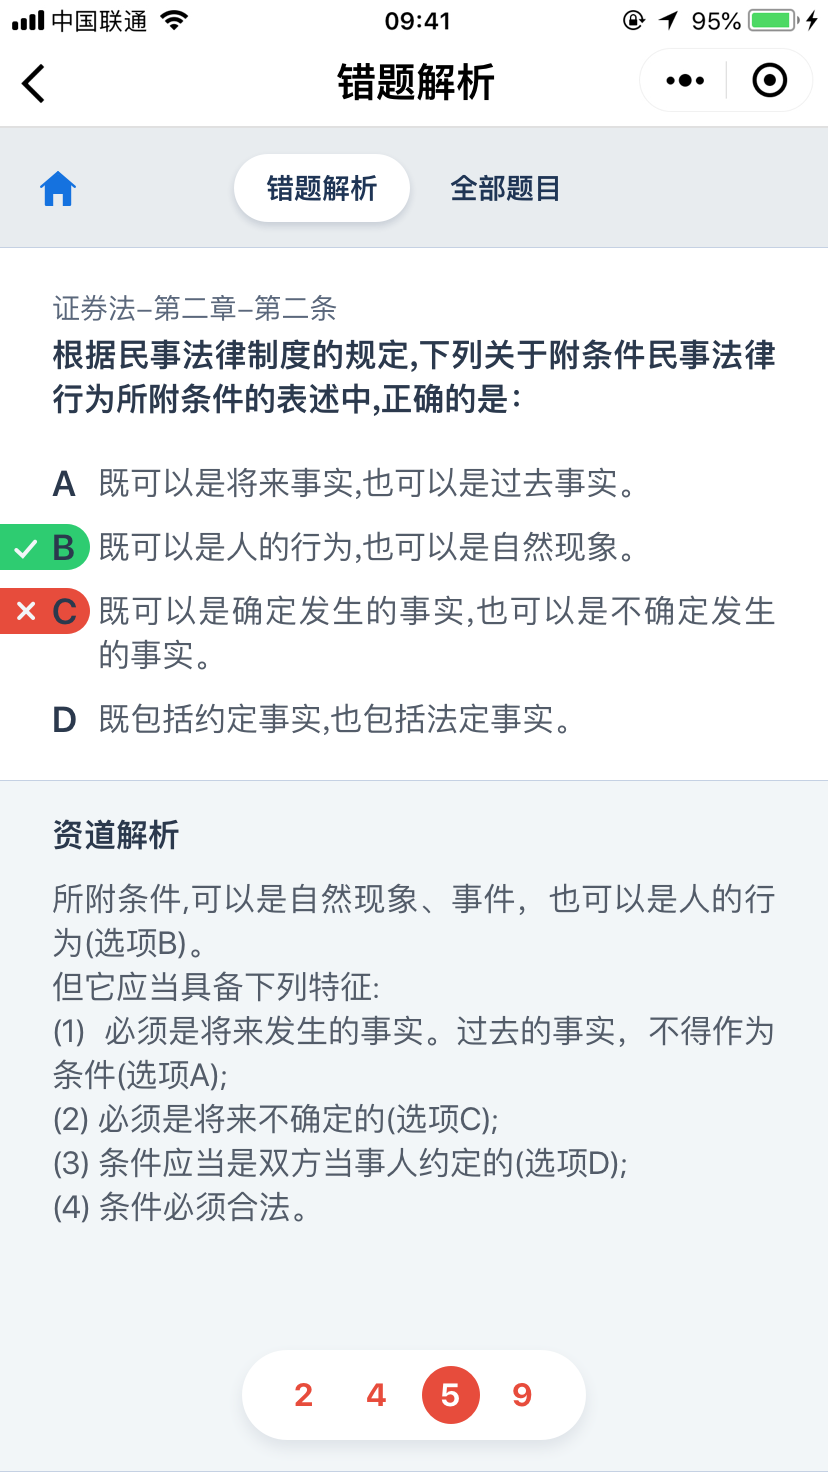 中国联通 09:41 95%
错题解析
错题解析 全部题目
证券法-第二章-第二条
根据民事法律制度的规定,下列关于附条件民事法律
行为所附条件的表述中,正确的是：
A 既可以是将来事实,也可以是过去事实。
B 既可以是人的行为,也可以是自然现象。
C 既可以是确定发生的事实,也可以是不确定发生
的事实。
D 既包括约定事实,也包括法定事实。
资道解析
所附条件,可以是自然现象、事件，也可以是人的行
为(选项B)。
但它应当具备下列特征:
(1) 必须是将来发生的事实。过去的事实，不得作为
条件(选项A);
(2) 必须是将来不确定的(选项C);
(3) 条件应当是双方当事人约定的(选项D);
(4) 条件必须合法。
2 4 5 9